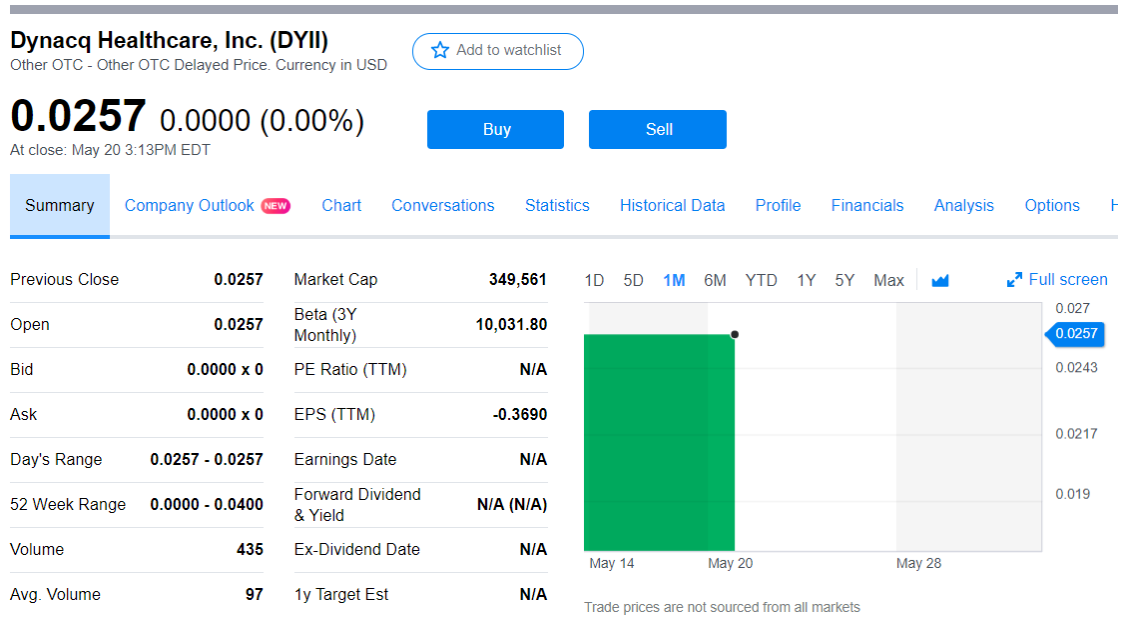 Dynacq Healthcare, Inc. (DYII)
Add to watchlist
Other OTC - Other OTC Delayed Price. Currency in USD
0.0257 0.0000 (0.00%)
Buy
Sell
At close: May 20 3:13PM EDT
Summary Company Outlook NEW Chart Conversations Statistics Historical Data Profile Financials Analysis Options H
Previous Close 0.0257
Open 0.0257
Bid 0.0000 x 0
Ask 0.0000 x 0
Day's Range 0.0257 - 0.0257
52 Week Range 0.0000 - 0.0400
Volume 435
Avg. Volume 97
Market Cap 349,561
Beta (3Y
Monthly) 10,031.80
PE Ratio (TTM) N/A
EPS (TTM) -0.3690
Earnings Date N/A
Forward Dividend
& Yield N/A (N/A)
Ex-Dividend Date N/A
1y Target Est N/A
1D 5D 1M 6M YTD 1Y 5Y Max Full screen
0.027
0.0257
0.0243
0.0217
0.019
May 14 May 20 May 28
Trade prices are not sourced from all markets